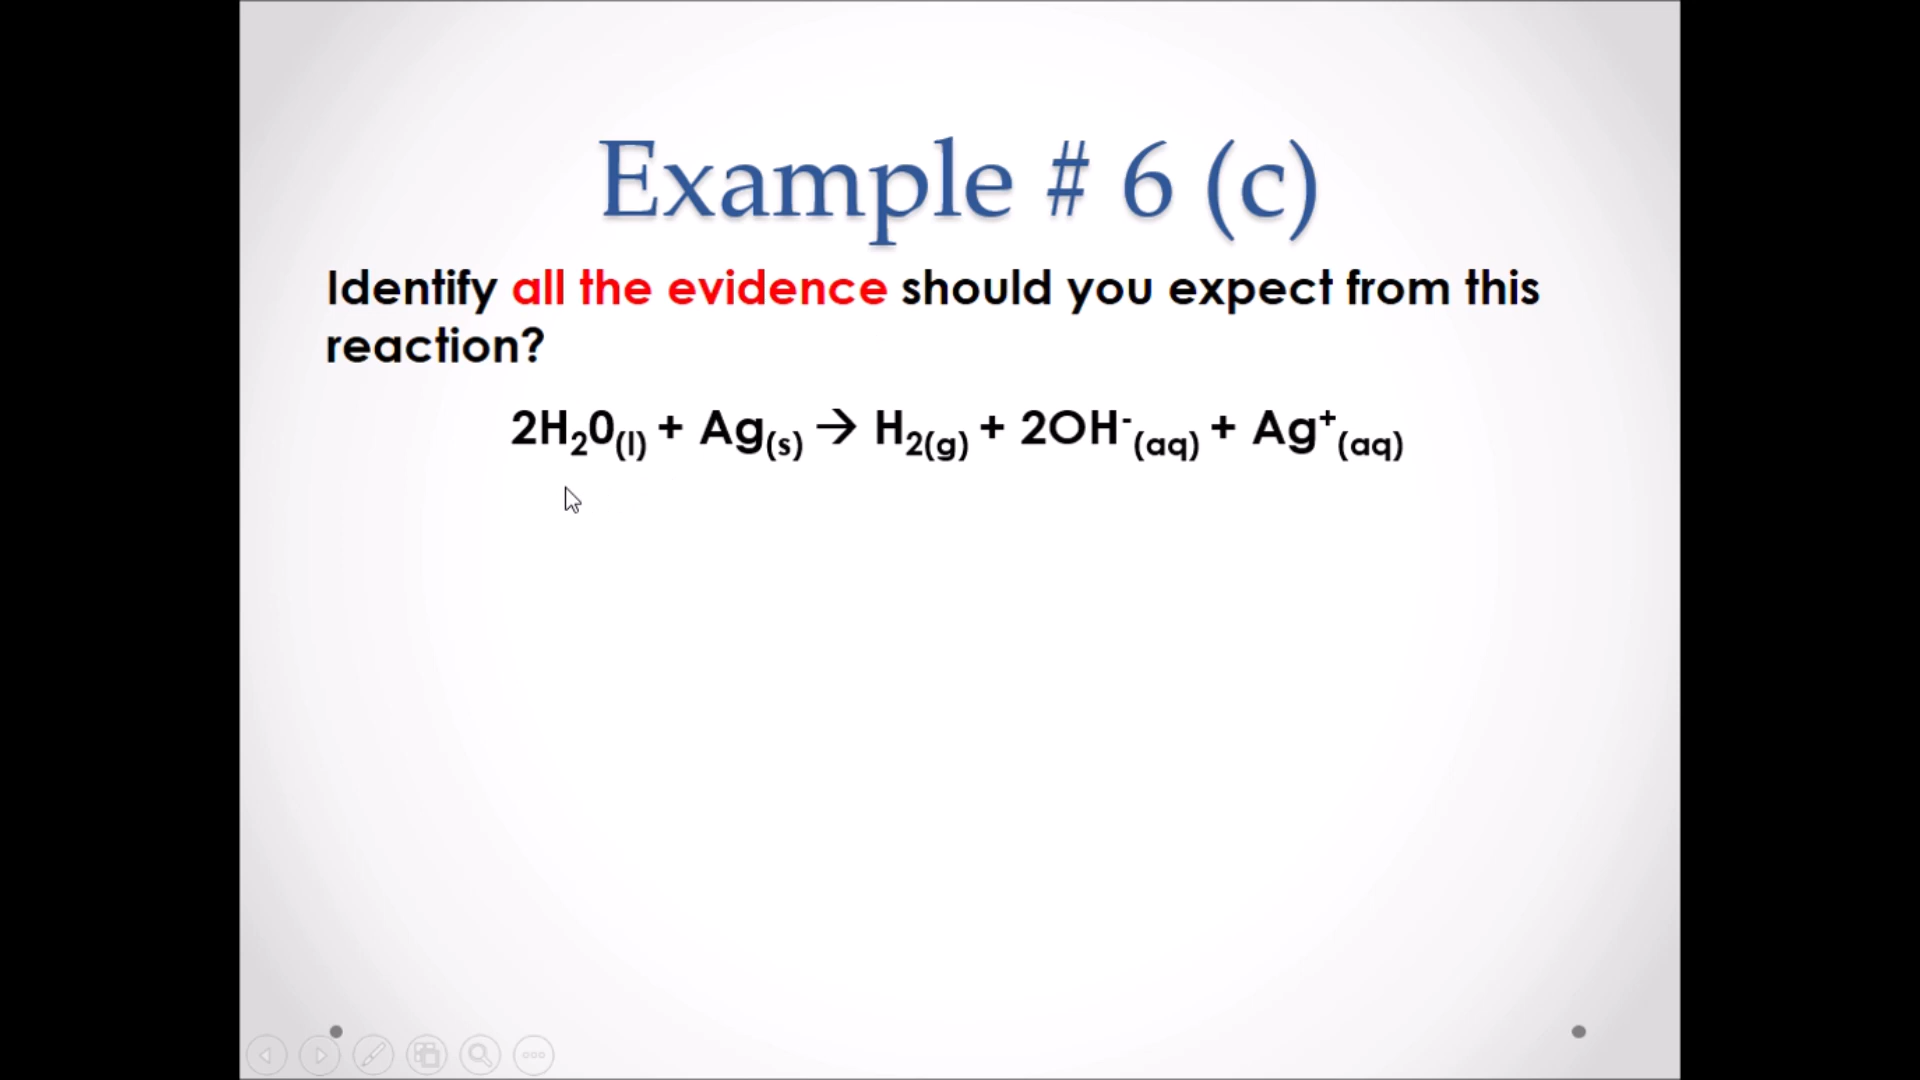 Example # 6 (c)
Identify all the evidence should you expect from this
reaction?
2H₂0₍l₎ + Ag₍s₎ → H₂(g) + 2OH⁻(aq) + Ag⁺(aq)